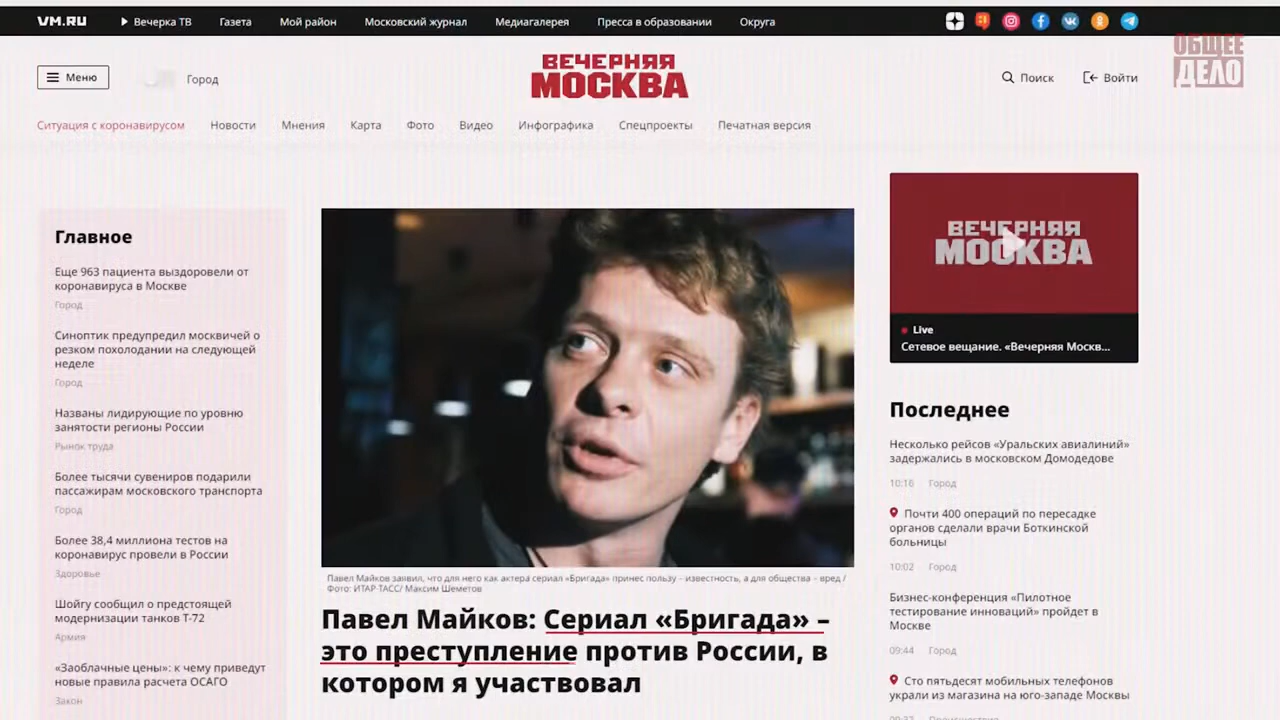 VM.RU
Вечерка ТВ
Газета
Мой район
Московский журнал
Медиагалерея
Пресса в образовании
Округа
ОБЩЕЕ
ДЕЛО
Меню
Город
ВЕЧЕРНЯЯ
МОСКВА
Поиск
Войти
Ситуация с коронавирусом
Новости
Мнения
Карта
Фото
Видео
Инфографика
Спецпроекты
Печатная версия
Главное
Еще 963 пациента выздоровели от
коронавируса в Москве
Город
Синоптик предупредил москвичей о
резком похолодании на следующей
неделе
Город
Названы лидирующие по уровню
занятости регионы России
Рынок труда
Более тысячи сувениров подарили
пассажирам московского транспорта
Город
Более 38,4 миллиона тестов на
коронавирус провели в России
Здоровье
Шойгу сообщил о предстоящей
модернизации танков Т-72
Армия
«Заоблачные цены»: к чему приведут
новые правила расчета ОСАГО
Закон
Павел Майков заявил, что для него как актера сериал «Бригада» принес пользу – известность, а для общества – вред /
Фото: ИТАР-ТАСС/ Максим Шеметов
Павел Майков: Сериал «Бригада» –
это преступление против России, в
котором я участвовал
ВЕЧЕРНЯЯ
МОСКВА
Live
Сетевое вещание. «Вечерняя Москв...
Последнее
Несколько рейсов «Уральских авиалиний»
задержались в московском Домодедове
10:16 Город
Почти 400 операций по пересадке
органов сделали врачи Боткинской
больницы
10:02 Город
Бизнес-конференция «Пилотное
тестирование инноваций» пройдет в
Москве
09:44 Город
Сто пятьдесят мобильных телефонов
украли из магазина на юго-западе Москвы